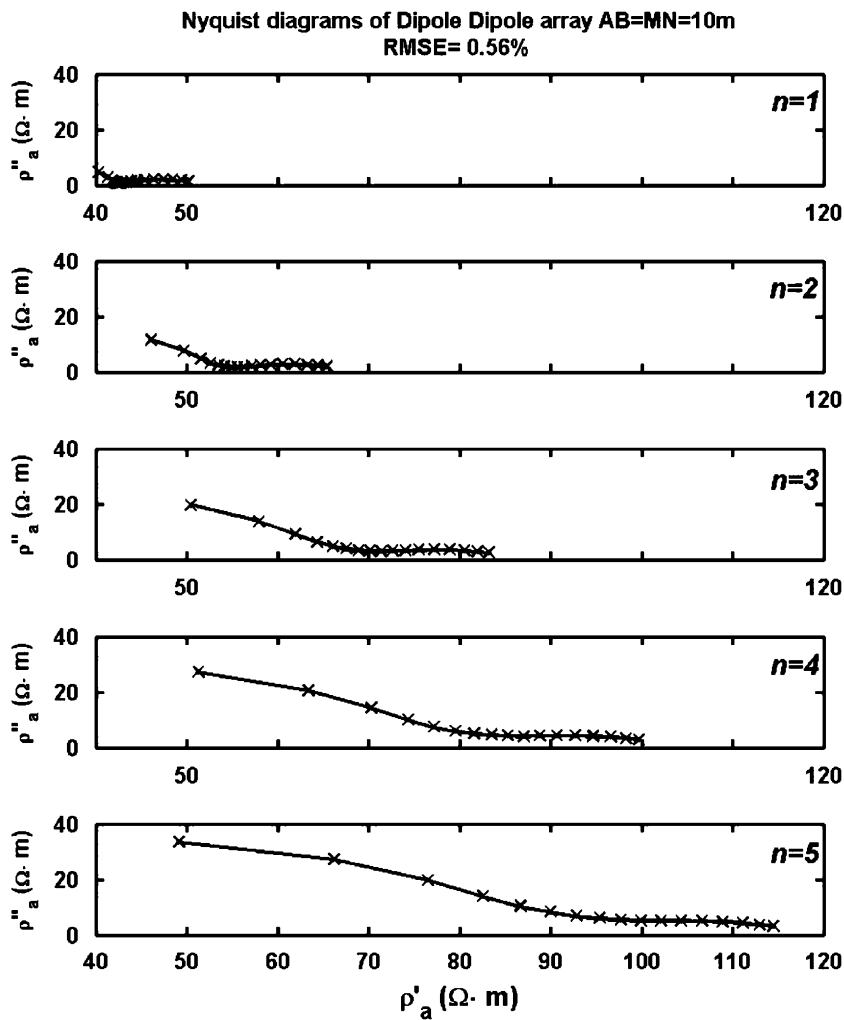 Nyquist diagrams of Dipole Dipole array AB=MN=10m
RMSE= 0.56%
40
20
0
ρ''a (Ω· m)
n=1
40 50 120
40
20
0
ρ''a (Ω· m)
n=2
50 120
40
20
0
ρ''a (Ω· m)
n=3
50 120
40
20
0
ρ''a (Ω· m)
n=4
50 120
40
20
0
ρ''a (Ω· m)
n=5
40 50 60 70 80 90 100 110 120
ρ'a (Ω· m)